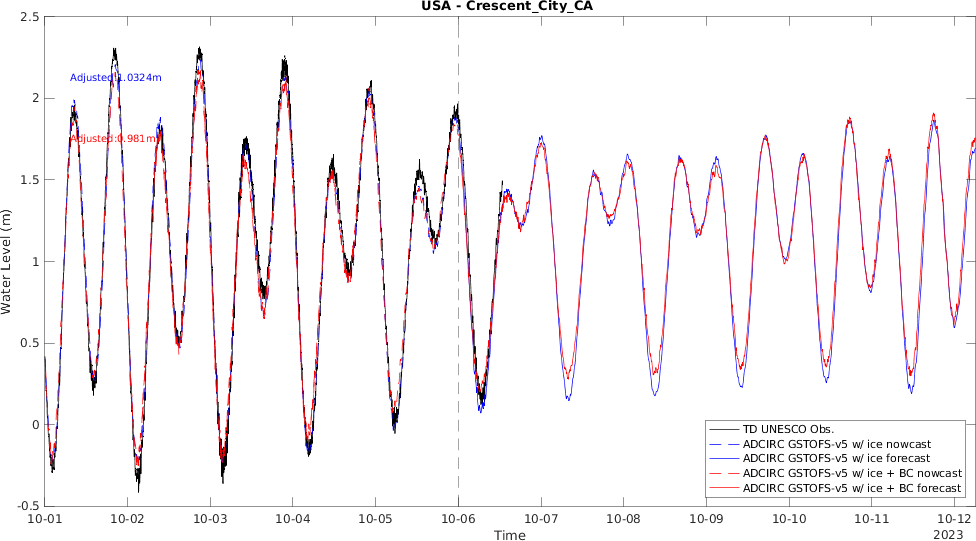 USA - Crescent_City_CA
2.5
2
1.5
1
0.5
0
-0.5
Water Level (m)
Adjusted:1.0324m
Adjusted:0.981m
TD UNESCO Obs.
ADCIRC GSTOFS-v5 w/ ice nowcast
ADCIRC GSTOFS-v5 w/ ice forecast
ADCIRC GSTOFS-v5 w/ ice + BC nowcast
ADCIRC GSTOFS-v5 w/ ice + BC forecast
10-01 10-02 10-03 10-04 10-05 10-06 10-07 10-08 10-09 10-10 10-11 10-12
Time
2023